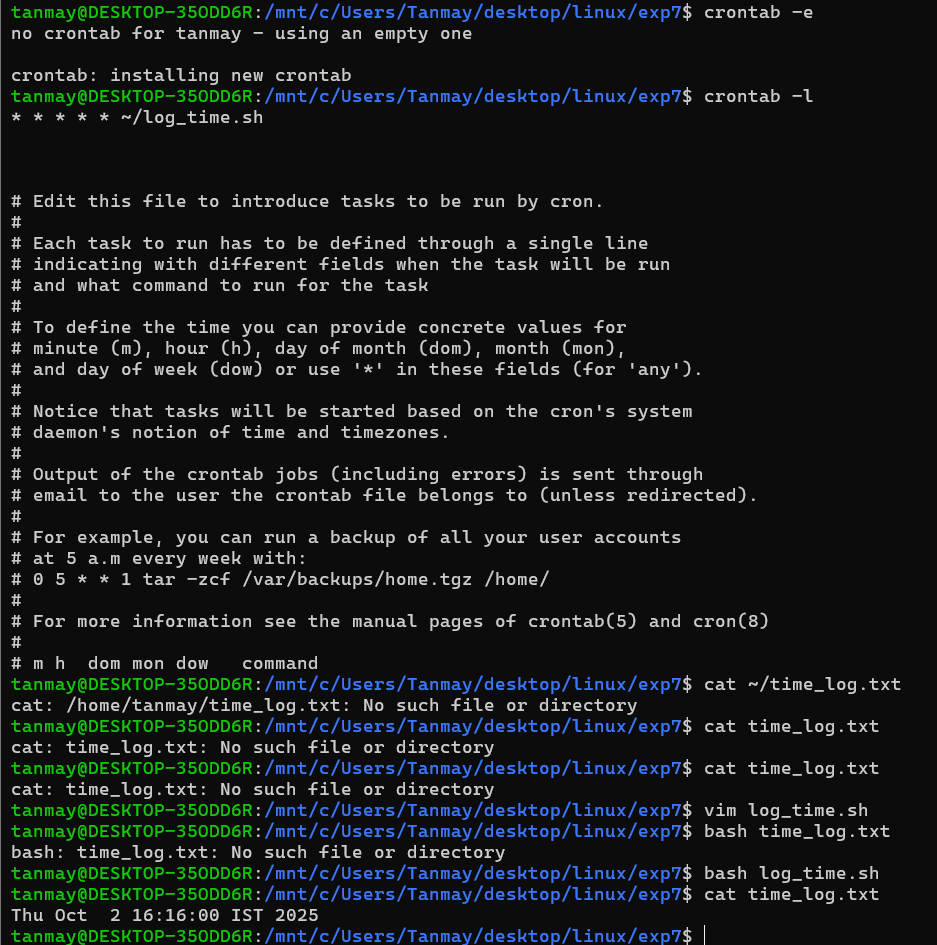 tanmay@DESKTOP-35ODD6R:/mnt/c/Users/Tanmay/desktop/linux/exp7$ crontab -e
no crontab for tanmay - using an empty one

crontab: installing new crontab
tanmay@DESKTOP-35ODD6R:/mnt/c/Users/Tanmay/desktop/linux/exp7$ crontab -l
* * * * * ~/log_time.sh



# Edit this file to introduce tasks to be run by cron.
#
# Each task to run has to be defined through a single line
# indicating with different fields when the task will be run
# and what command to run for the task
#
# To define the time you can provide concrete values for
# minute (m), hour (h), day of month (dom), month (mon),
# and day of week (dow) or use '*' in these fields (for 'any').
#
# Notice that tasks will be started based on the cron's system
# daemon's notion of time and timezones.
#
# Output of the crontab jobs (including errors) is sent through
# email to the user the crontab file belongs to (unless redirected).
#
# For example, you can run a backup of all your user accounts
# at 5 a.m every week with:
# 0 5 * * 1 tar -zcf /var/backups/home.tgz /home/
#
# For more information see the manual pages of crontab(5) and cron(8)
#
# m h  dom mon dow   command
tanmay@DESKTOP-35ODD6R:/mnt/c/Users/Tanmay/desktop/linux/exp7$ cat ~/time_log.txt
cat: /home/tanmay/time_log.txt: No such file or directory
tanmay@DESKTOP-35ODD6R:/mnt/c/Users/Tanmay/desktop/linux/exp7$ cat time_log.txt
cat: time_log.txt: No such file or directory
tanmay@DESKTOP-35ODD6R:/mnt/c/Users/Tanmay/desktop/linux/exp7$ cat time_log.txt
cat: time_log.txt: No such file or directory
tanmay@DESKTOP-35ODD6R:/mnt/c/Users/Tanmay/desktop/linux/exp7$ vim log_time.sh
tanmay@DESKTOP-35ODD6R:/mnt/c/Users/Tanmay/desktop/linux/exp7$ bash time_log.txt
bash: time_log.txt: No such file or directory
tanmay@DESKTOP-35ODD6R:/mnt/c/Users/Tanmay/desktop/linux/exp7$ bash log_time.sh
tanmay@DESKTOP-35ODD6R:/mnt/c/Users/Tanmay/desktop/linux/exp7$ cat time_log.txt
Thu Oct  2 16:16:00 IST 2025
tanmay@DESKTOP-35ODD6R:/mnt/c/Users/Tanmay/desktop/linux/exp7$